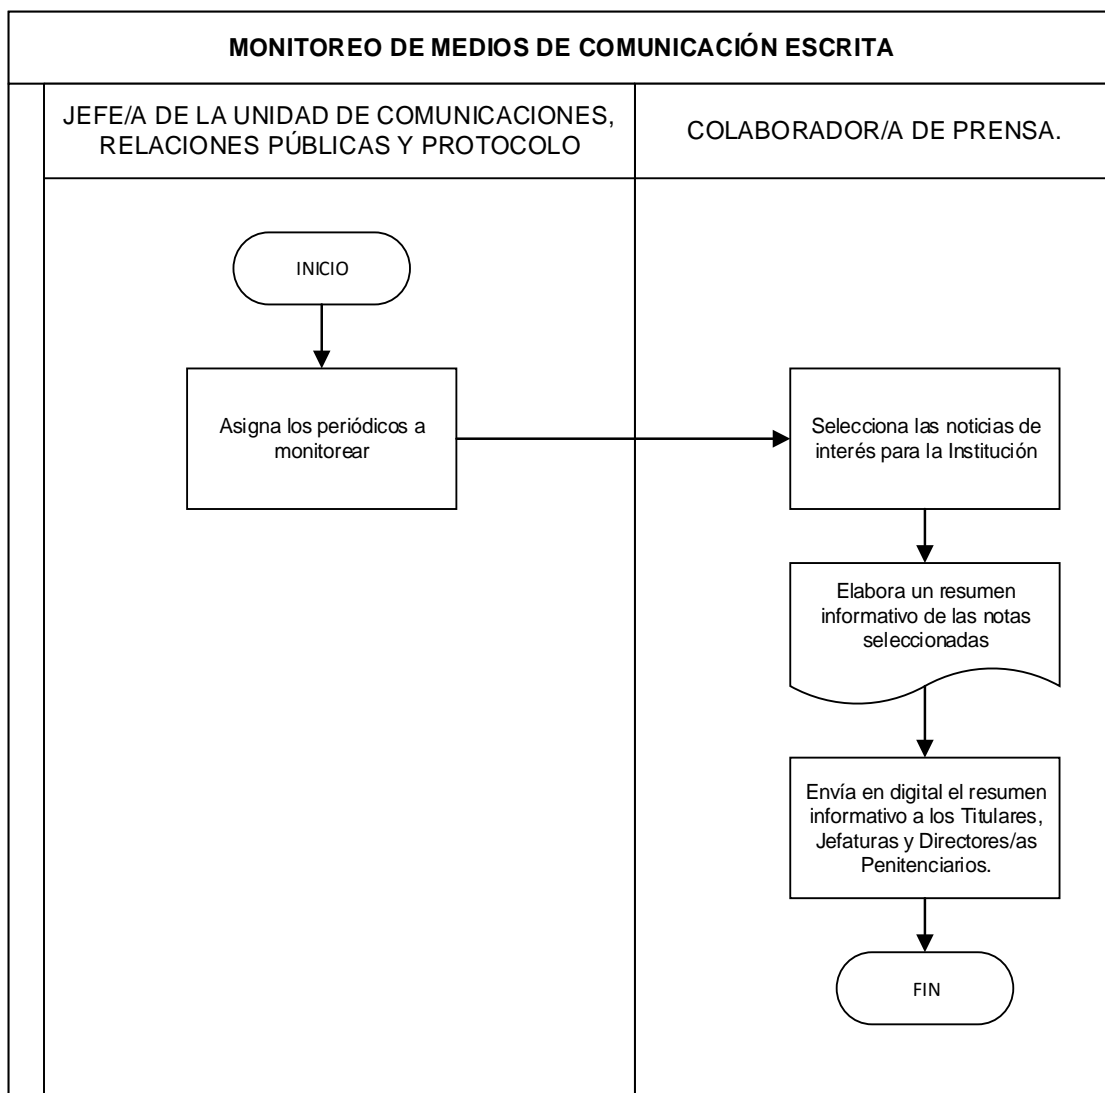 MONITOREO DE MEDIOS DE COMUNICACIÓN ESCRITA
JEFE/A DE LA UNIDAD DE COMUNICACIONES,
RELACIONES PÚBLICAS Y PROTOCOLO
COLABORADOR/A DE PRENSA.
INICIO
Asigna los periódicos a
monitorear
Selecciona las noticias de
interés para la Institución
Elabora un resumen
informativo de las notas
seleccionadas
Envía en digital el resumen
informativo a los Titulares,
Jefaturas y Directores/as
Penitenciarios.
FIN